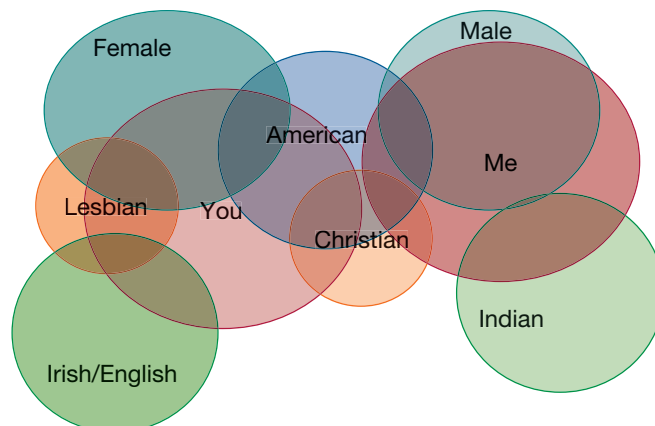 Female
Male
American
Me
Lesbian
You
Christian
Indian
Irish/English